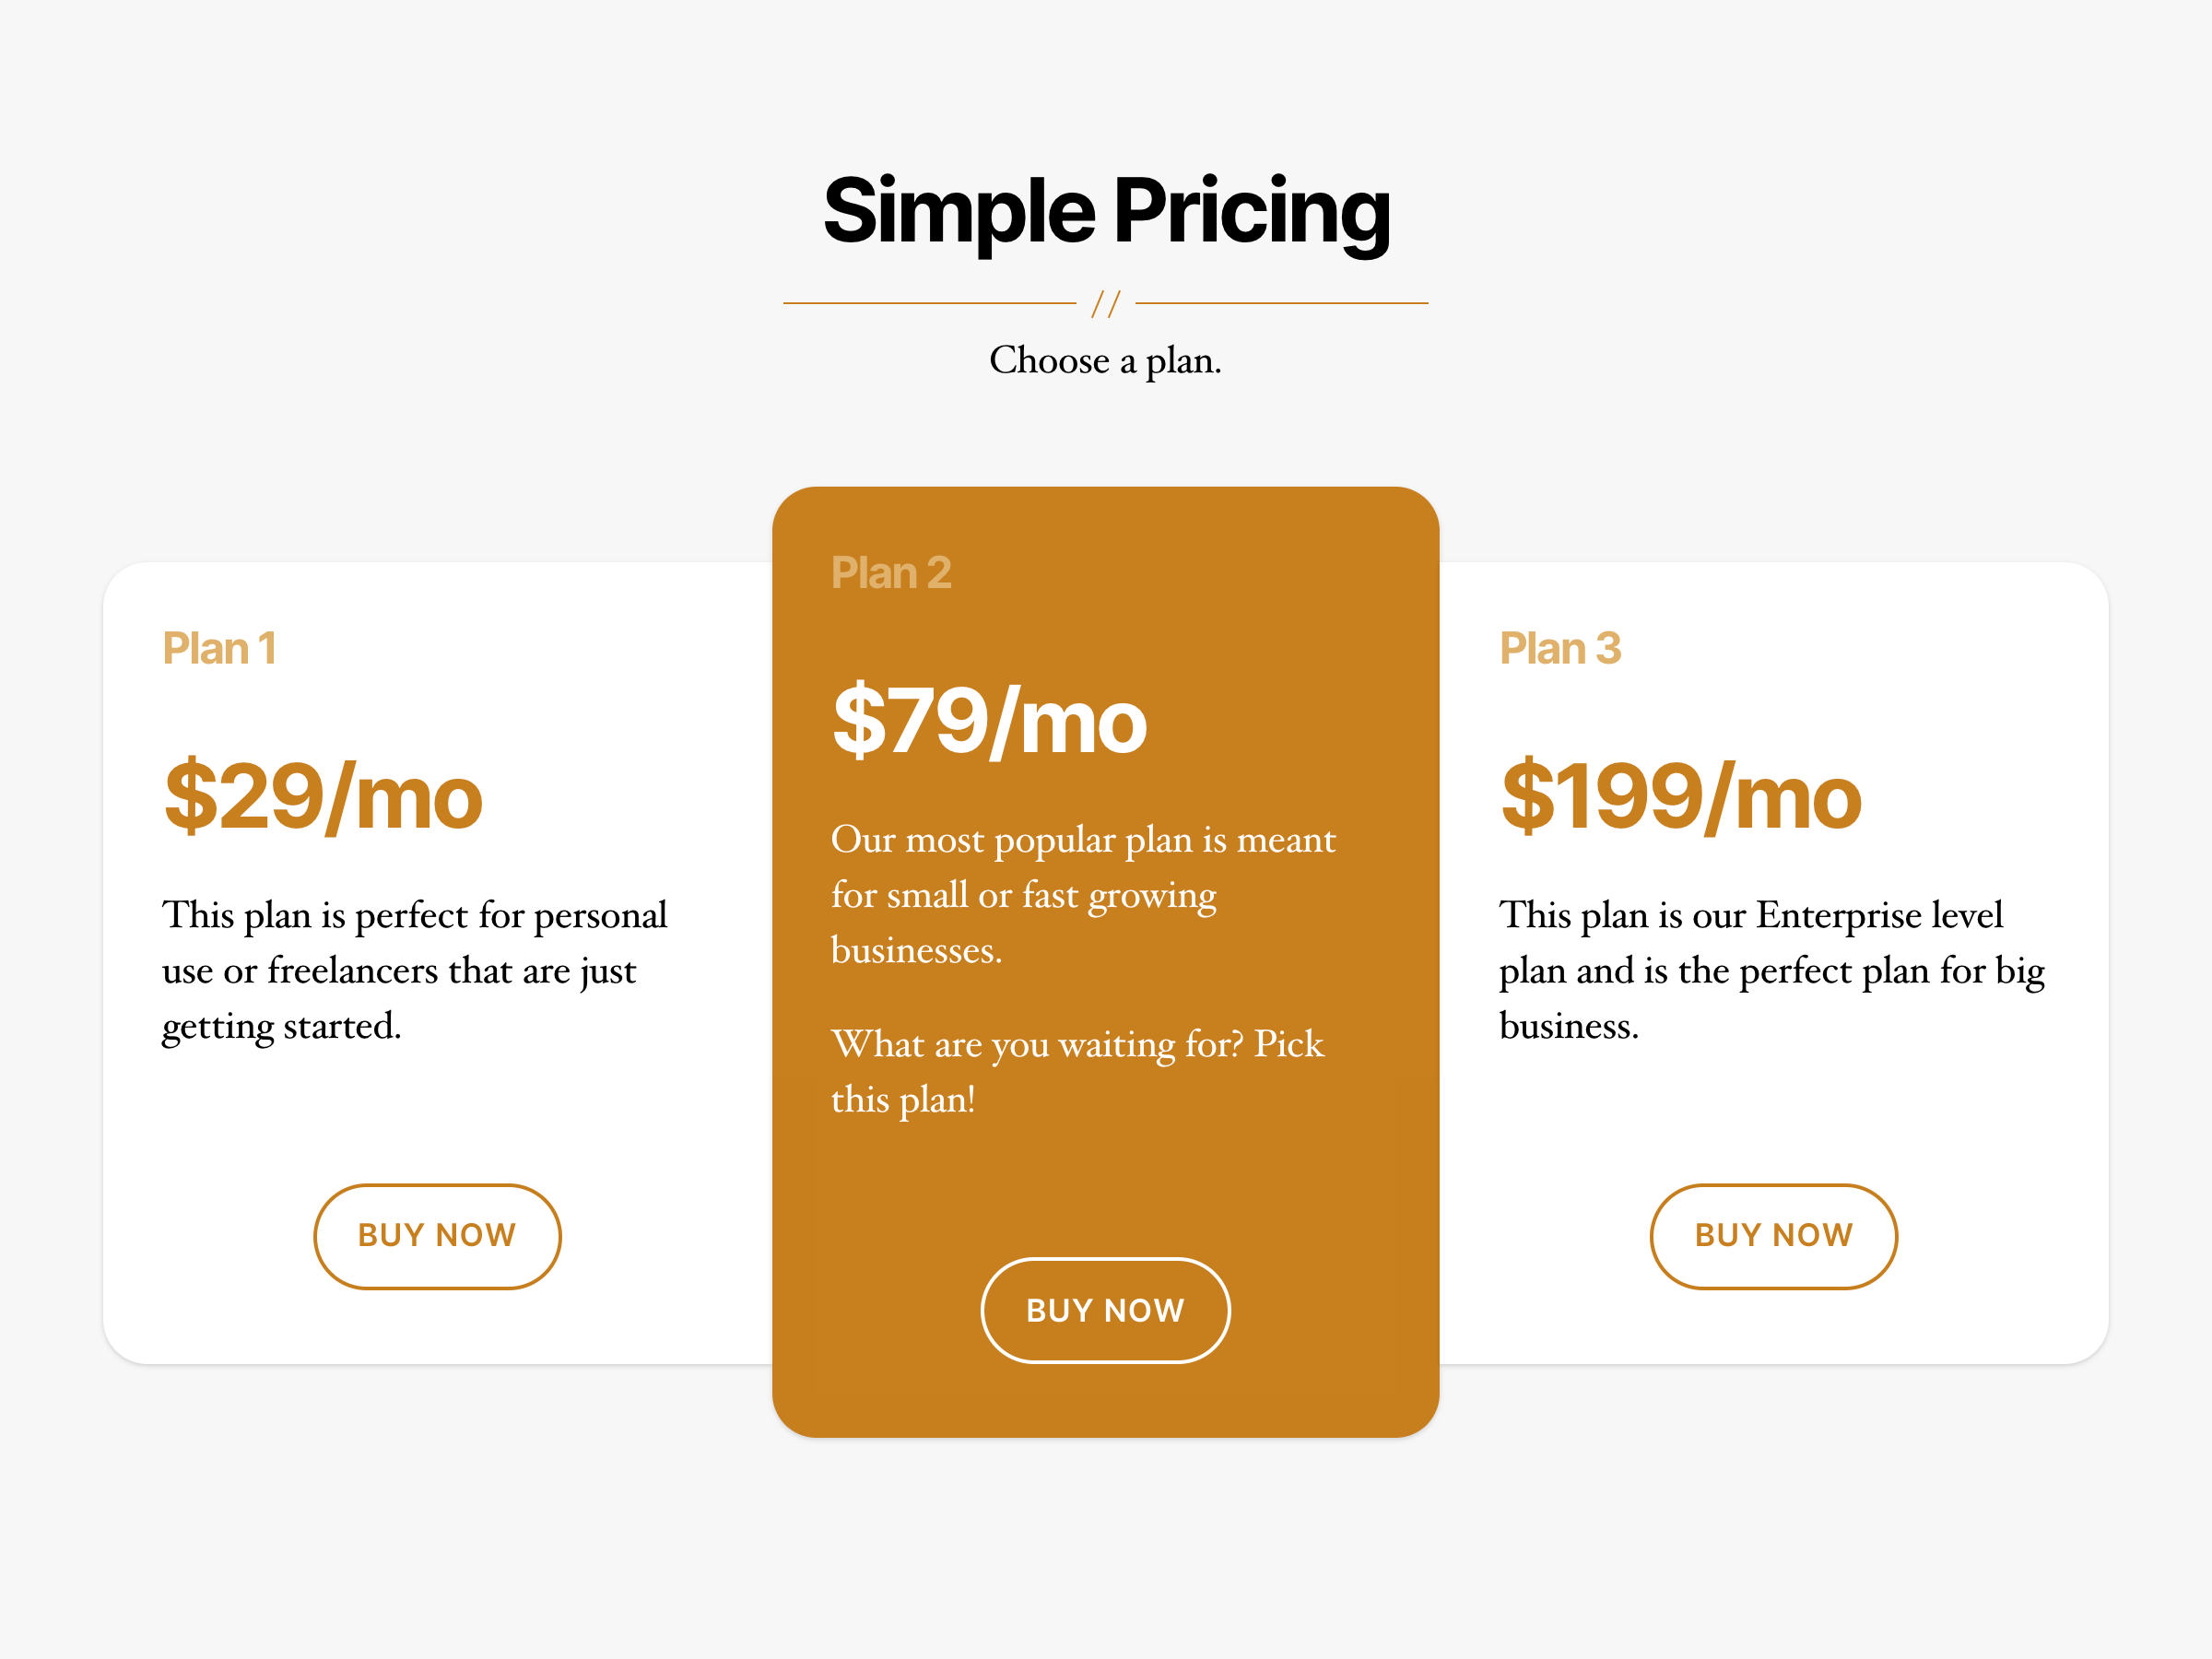 Simple Pricing
//
Choose a plan.
Plan 1
$29/mo
This plan is perfect for personal
use or freelancers that are just
getting started.
BUY NOW
Plan 2
$79/mo
Our most popular plan is meant
for small or fast growing
businesses.
What are you waiting for? Pick
this plan!
BUY NOW
Plan 3
$199/mo
This plan is our Enterprise level
plan and is the perfect plan for big
business.
BUY NOW